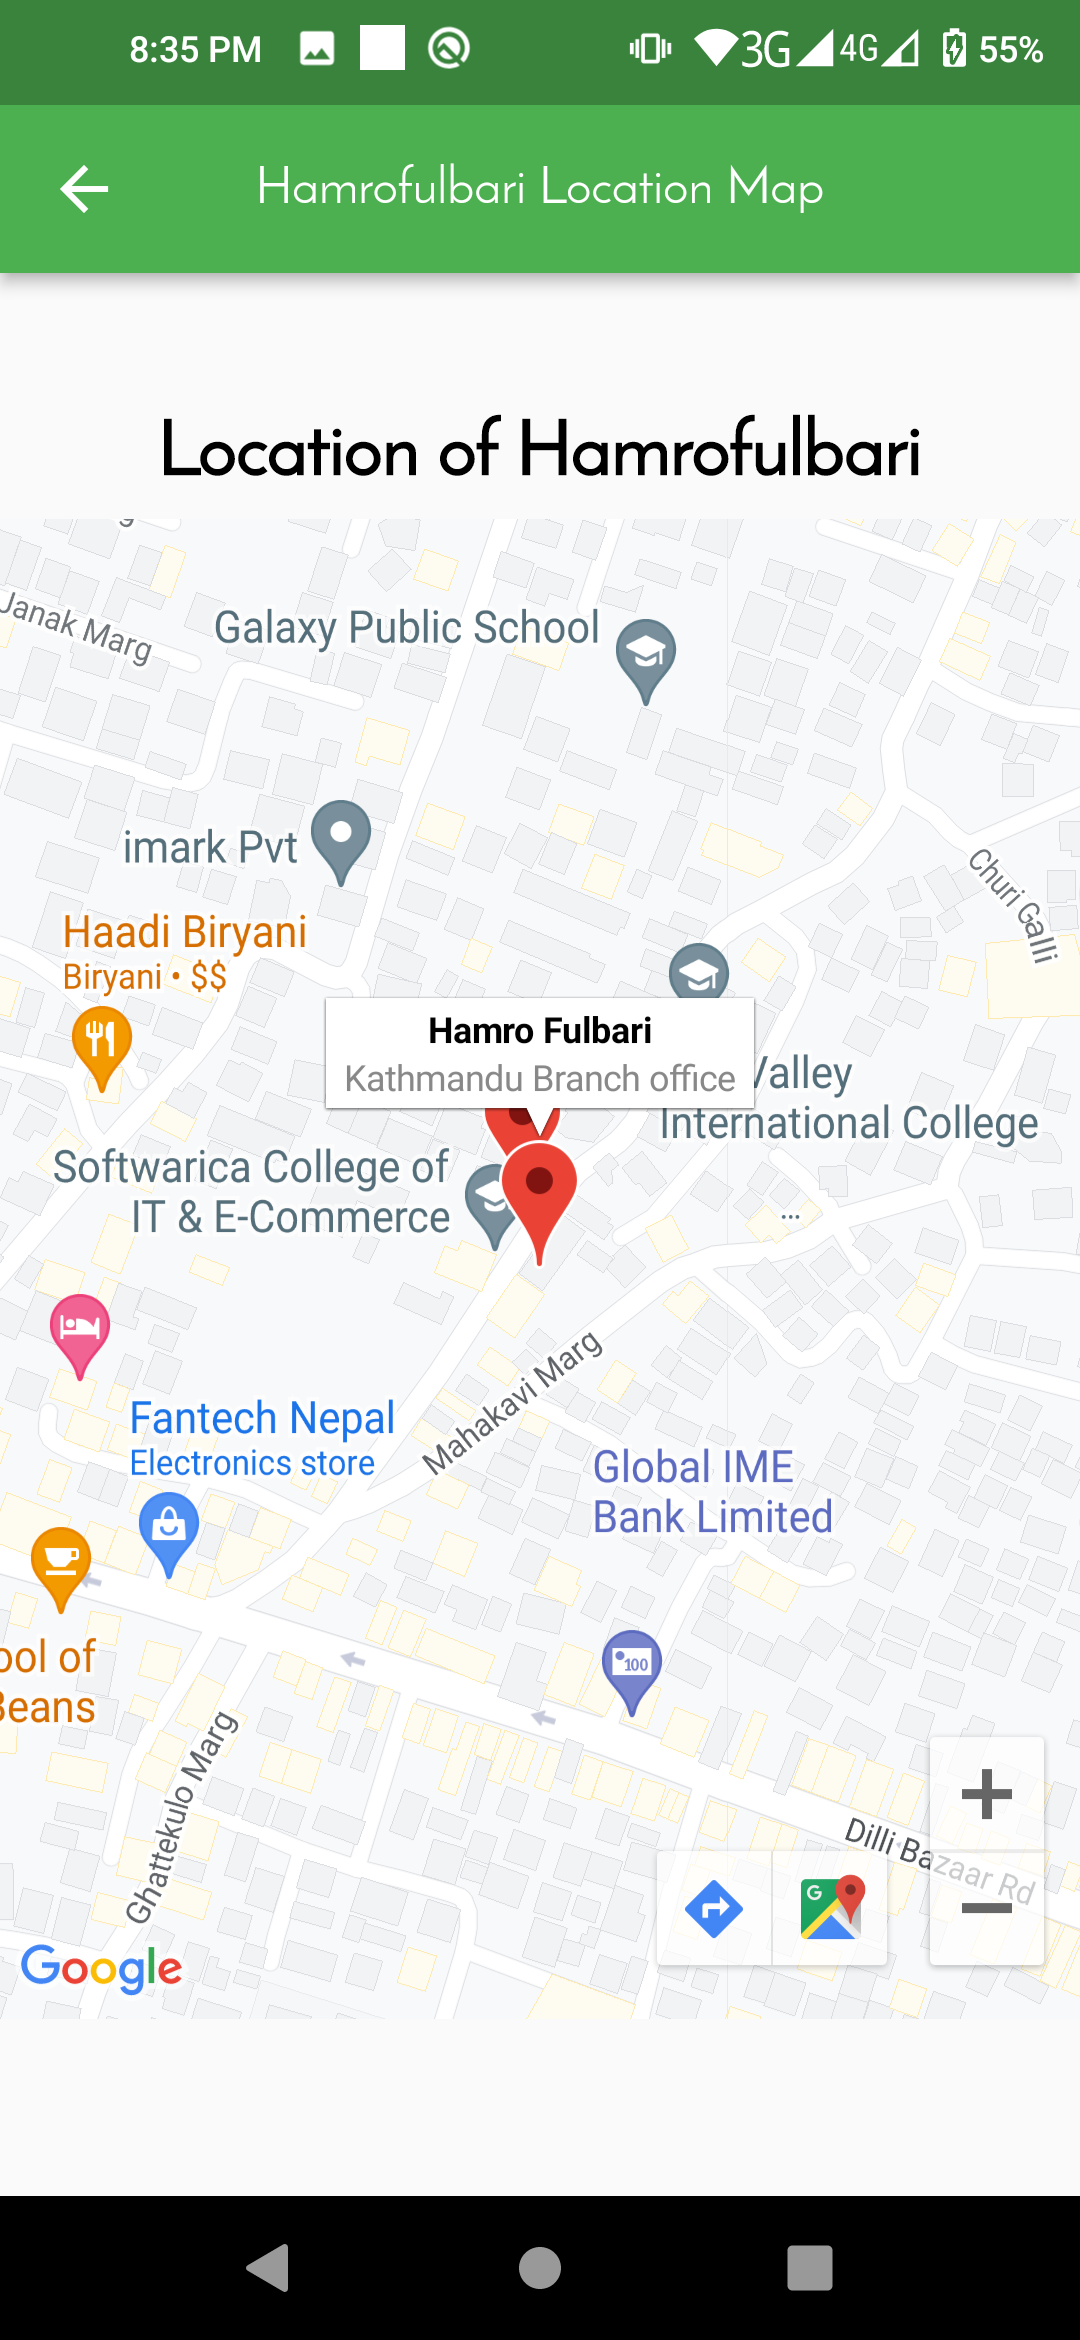 8:35 PM 3G 4G 55%
Hamrofulbari Location Map
Location of Hamrofulbari
Janak Marg
Galaxy Public School
imark Pvt
Churi Galli
Haadi Biryani
Biryani • $$
Hamro Fulbari
Kathmandu Branch office
Valley
International College
Softwarica College of
IT & E-Commerce
...
Mahakavi Marg
Fantech Nepal
Electronics store
Global IME
Bank Limited
100
ool of
Beans
Ghattekulo Marg
Dilli Bazaar Rd
G
Google